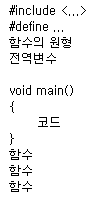 #include <...>
#define ...
함수의 원형
전역변수
void main()
{
코드
}
함수
함수
함수